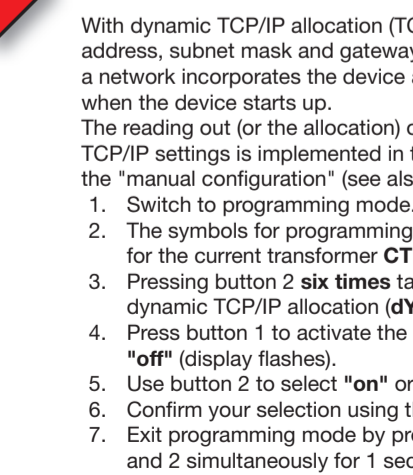 With dynamic TCP/IP allocation (TC
address, subnet mask and gateway
a network incorporates the device a
when the device starts up.
The reading out (or the allocation) o
TCP/IP settings is implemented in t
the "manual configuration" (see als
1. Switch to programming mode.
2. The symbols for programming
for the current transformer CT
3. Pressing button 2 six times ta
dynamic TCP/IP allocation (dY
4. Press button 1 to activate the
"off" (display flashes).
5. Use button 2 to select "on" or
6. Confirm your selection using th
7. Exit programming mode by pre
and 2 simultaneously for 1 sec